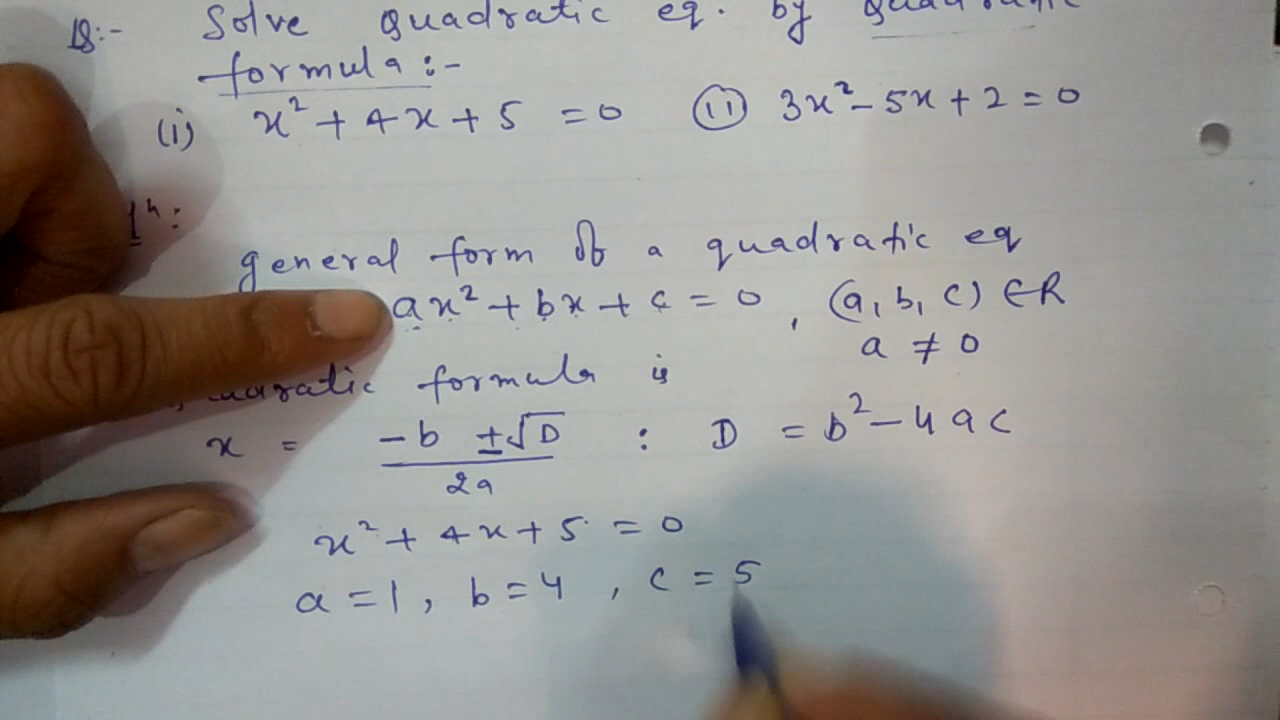 Q:- Solve quadratic eq. by quadratic
formula:-
(i) x² + 4x + 5 = 0 (ii) 3x² - 5x + 2 = 0
general form of a quadratic eq
ax² + bx + c = 0 , (a, b, c) ∈ R
a ≠ 0
formula is
x = -b ±√D / 2a : D = b² - 4ac
x² + 4x + 5 = 0
a = 1, b = 4 , c = 5